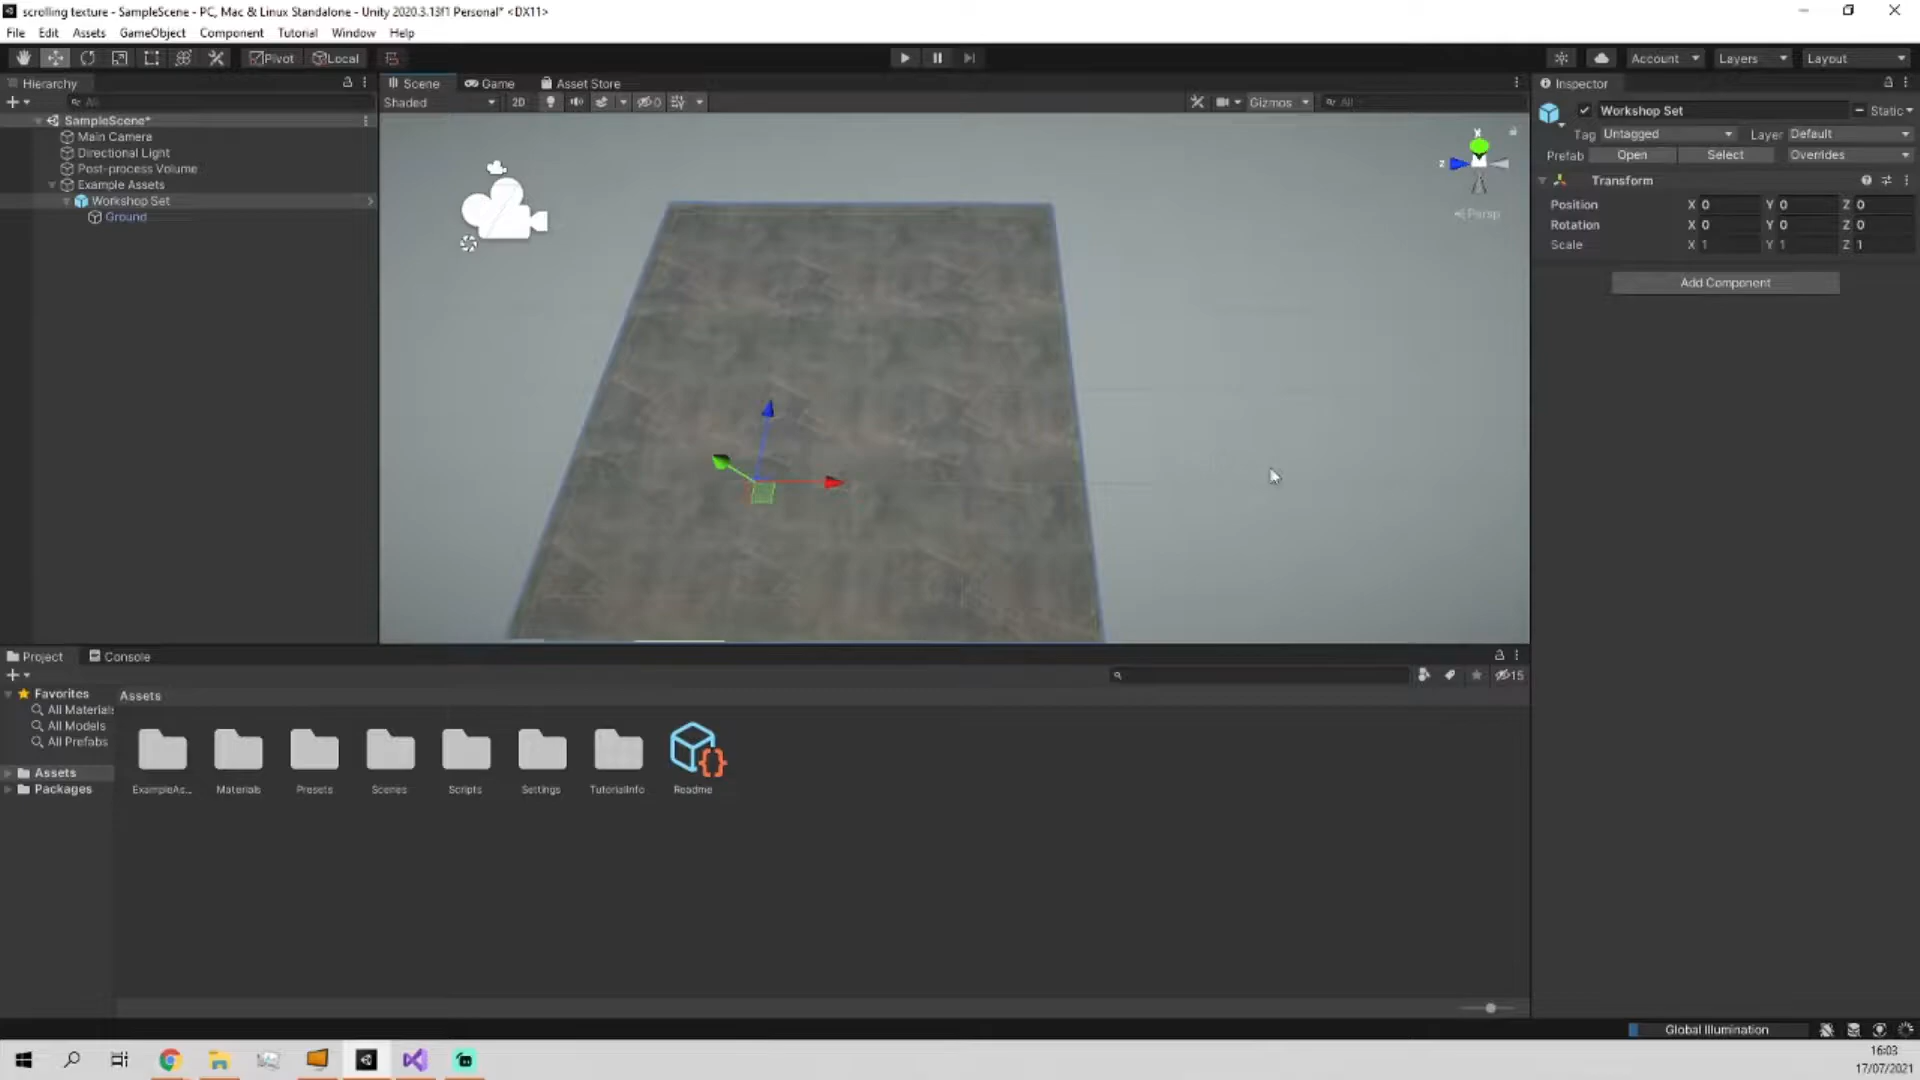 scrolling texture - SampleScene - PC, Mac & Linux Standalone - Unity 2020.3.13f1 Personal* <DX11>
File Edit Assets GameObject Component Tutorial Window Help
Pivot Local Account Layers Layout
Hierarchy
All
SampleScene*
Main Camera
Directional Light
Post-process Volume
Example Assets
Workshop Set
Ground
Scene Game Asset Store
Shaded 2D 0 Gizmos All
Persp
Inspector
Workshop Set Static
Tag Untagged Layer Default
Prefab Open Select Overrides
Transform
Position X 0 Y 0 Z 0
Rotation X 0 Y 0 Z 0
Scale X 1 Y 1 Z 1
Add Component
Project Console
15
Favorites
All Materials
All Models
All Prefabs
Assets
Packages
Assets
ExampleAs... Materials Presets Scenes Scripts Settings TutorialInfo Readme
Global Illumination
16:03
17/07/2021